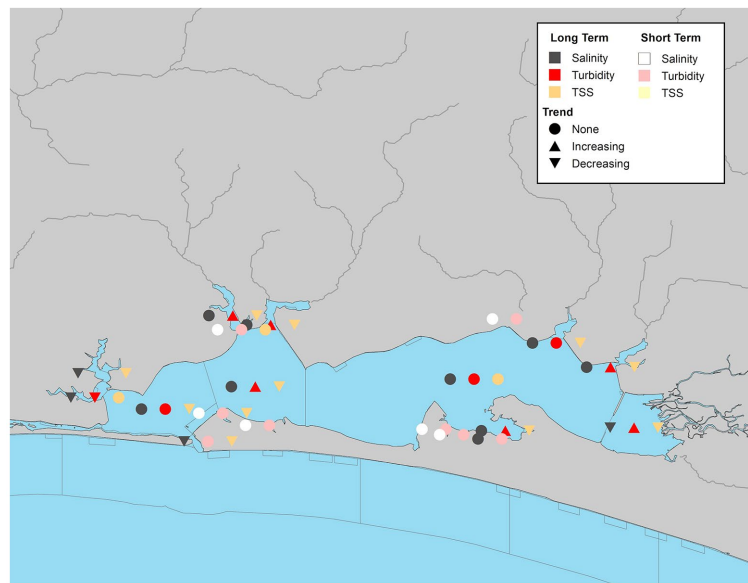 Long Term Short Term
Salinity Salinity
Turbidity Turbidity
TSS TSS
Trend
None
Increasing
Decreasing